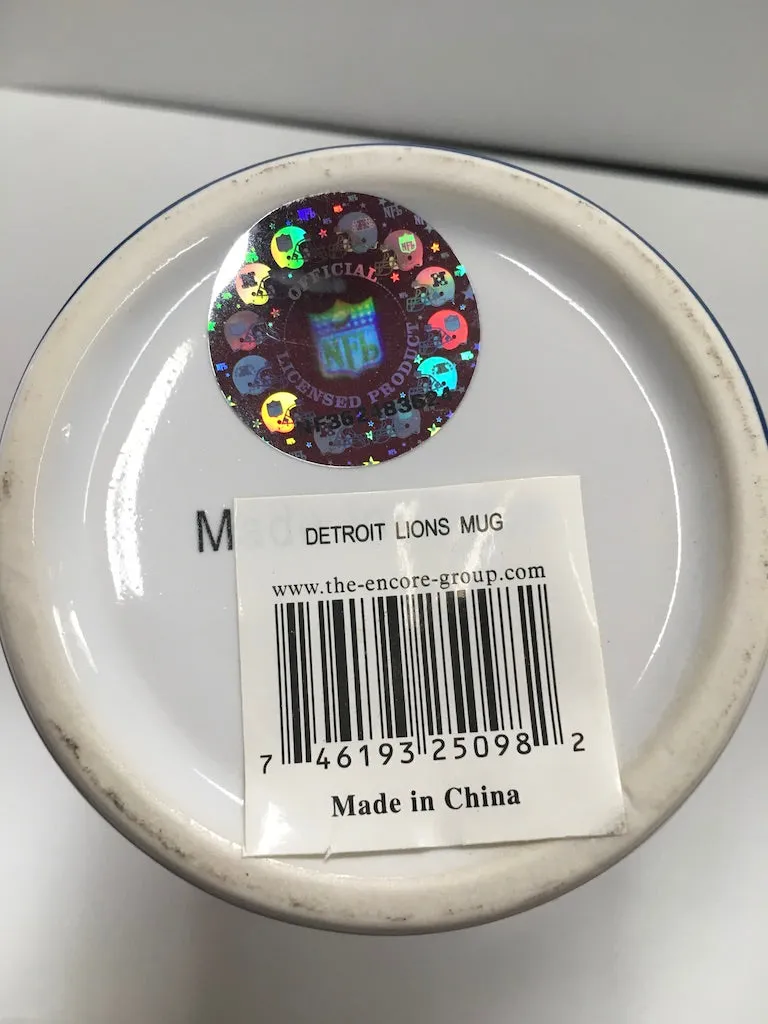 OFFICIAL
NFL
LICENSED PRODUCT
Mad
DETROIT LIONS MUG
www.the-encore-group.com
7 46193 25098 2
Made in China